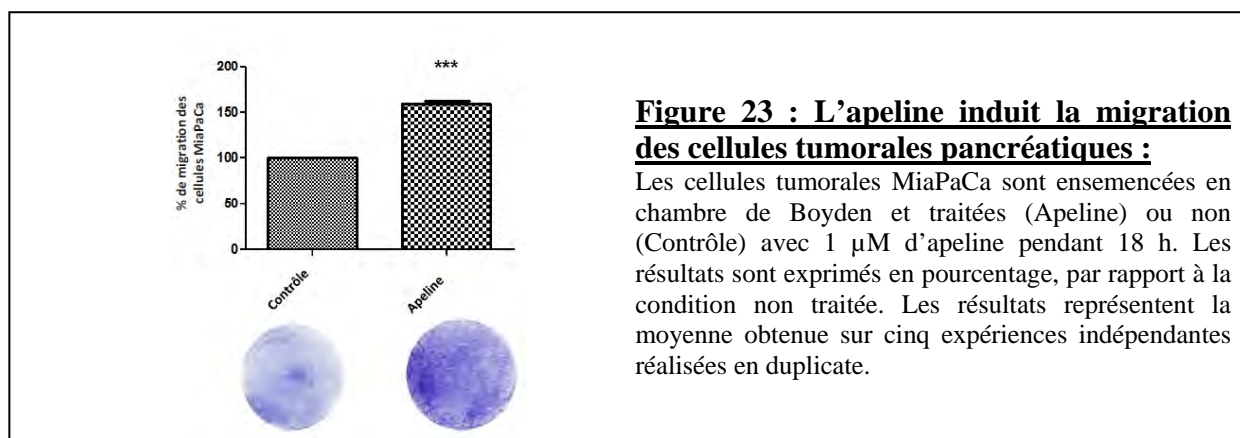 200
***
150
100
50
0
% de migration des
cellules MiaPaCa
Contrôle
Apeline
Figure 23 : L’apeline induit la migration
des cellules tumorales pancréatiques :
Les cellules tumorales MiaPaCa sont ensemencées en
chambre de Boyden et traitées (Apeline) ou non
(Contrôle) avec 1 µM d’apeline pendant 18 h. Les
résultats sont exprimés en pourcentage, par rapport à la
condition non traitée. Les résultats représentent la
moyenne obtenue sur cinq expériences indépendantes
réalisées en duplicate.